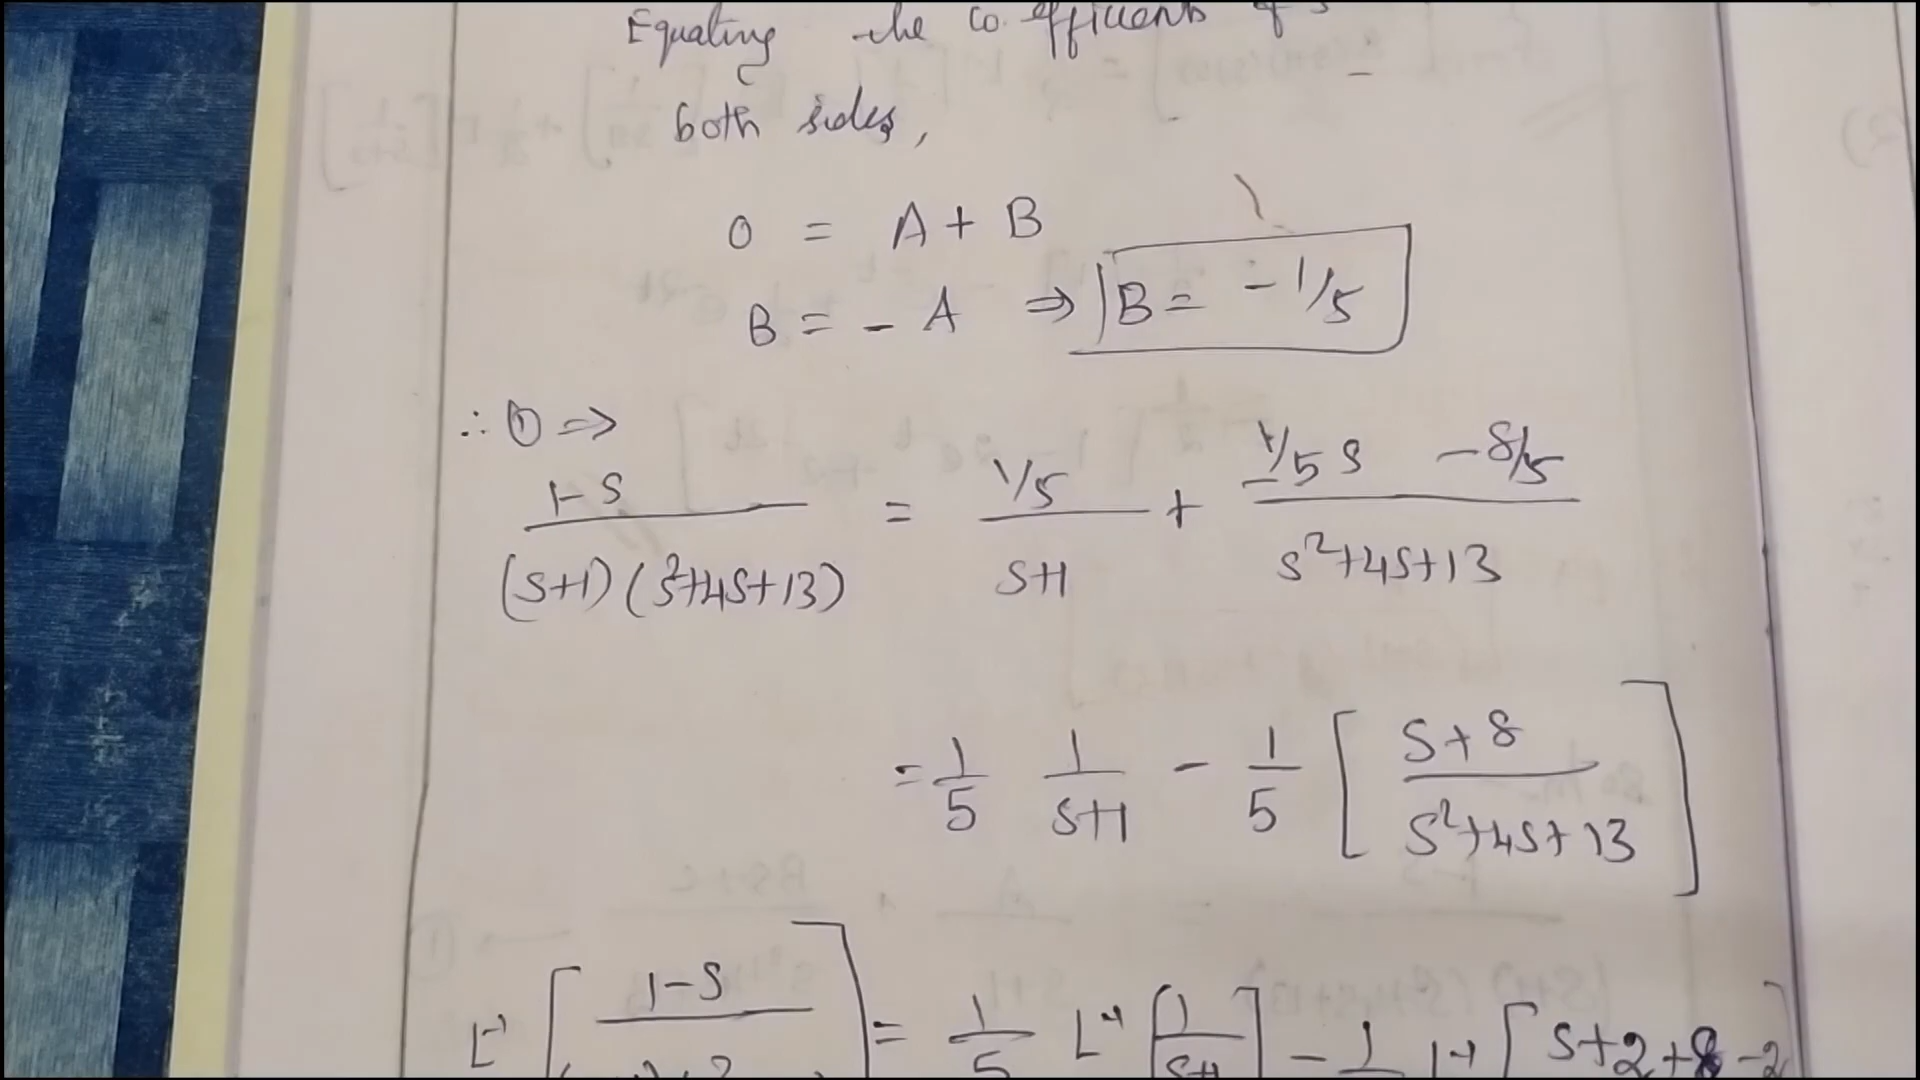 Equating the co efficients of s
both sides,
0 = A + B
B = - A ⇒ B = -1/5
∴ ① ⇒
1-s / (s+1)(s²+4s+13) = 1/5 / s+1 + -1/5 s - 8/5 / s²+4s+13
= 1/5 1/s+1 - 1/5 [ s+8 / s²+4s+13 ]
L⁻¹ [ 1-s ] = 1/5 L⁻¹ [ 1/s+1 ] - 1 L⁻¹ [ s+2+8-2 ]